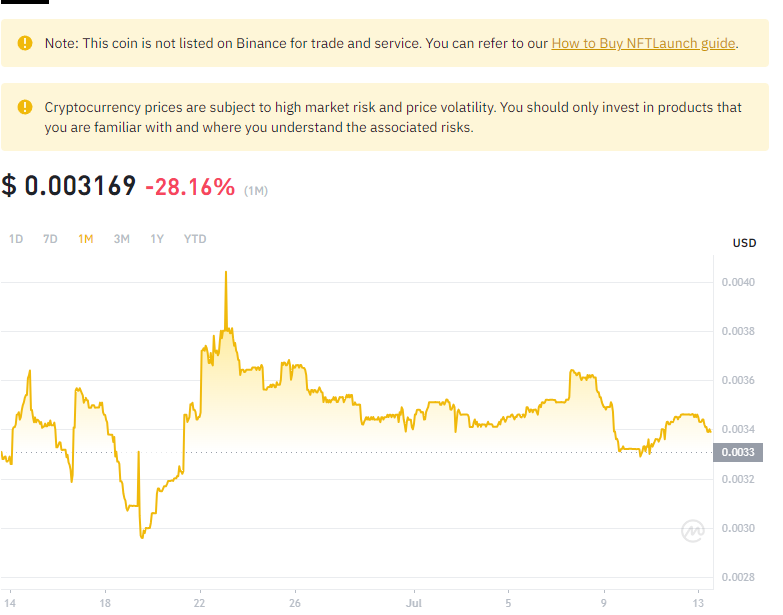 Note: This coin is not listed on Binance for trade and service. You can refer to our How to Buy NFTLaunch guide.
Cryptocurrency prices are subject to high market risk and price volatility. You should only invest in products that
you are familiar with and where you understand the associated risks.
$ 0.003169 -28.16% (1M)
1D 7D 1M 3M 1Y YTD
USD
0.0040
0.0038
0.0036
0.0034
0.0033
0.0032
0.0030
0.0028
14 18 22 26 Jul 5 9 13